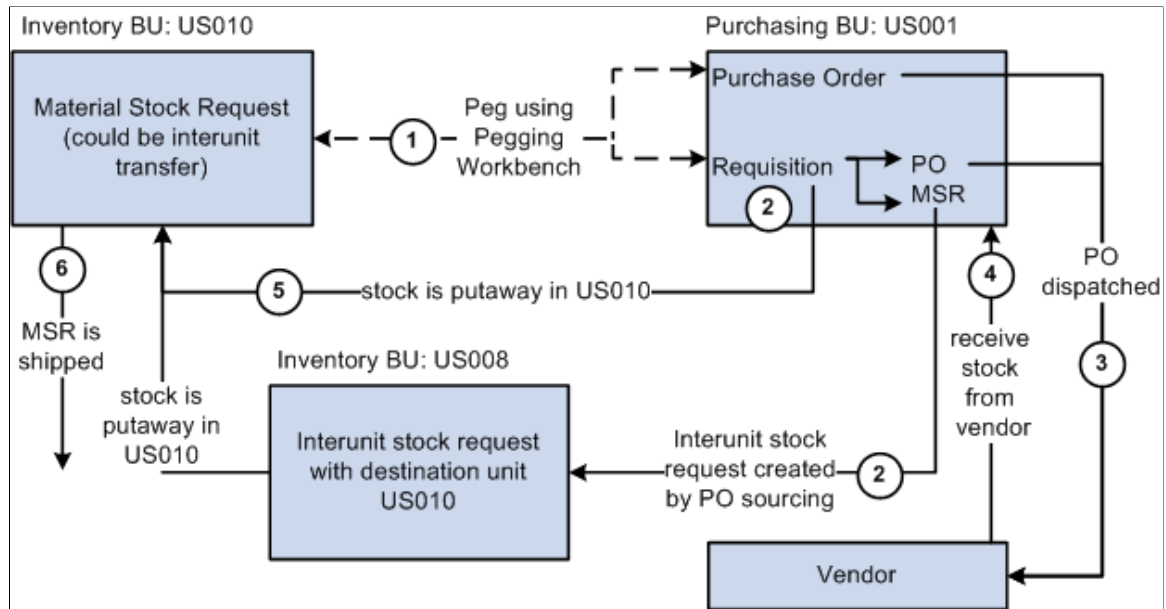 Inventory BU: US010
Purchasing BU: US001
Material Stock Request
(could be interunit
transfer)
1
Peg using
Pegging
Workbench
Purchase Order
Requisition
PO
MSR
2
6
MSR is
shipped
5
stock is putaway in US010
4
receive
stock
from
vendor
PO
dispatched
3
stock is
putaway in
US010
Inventory BU: US008
Interunit stock request
with destination unit
US010
Interunit stock
request created
by PO sourcing
2
Vendor